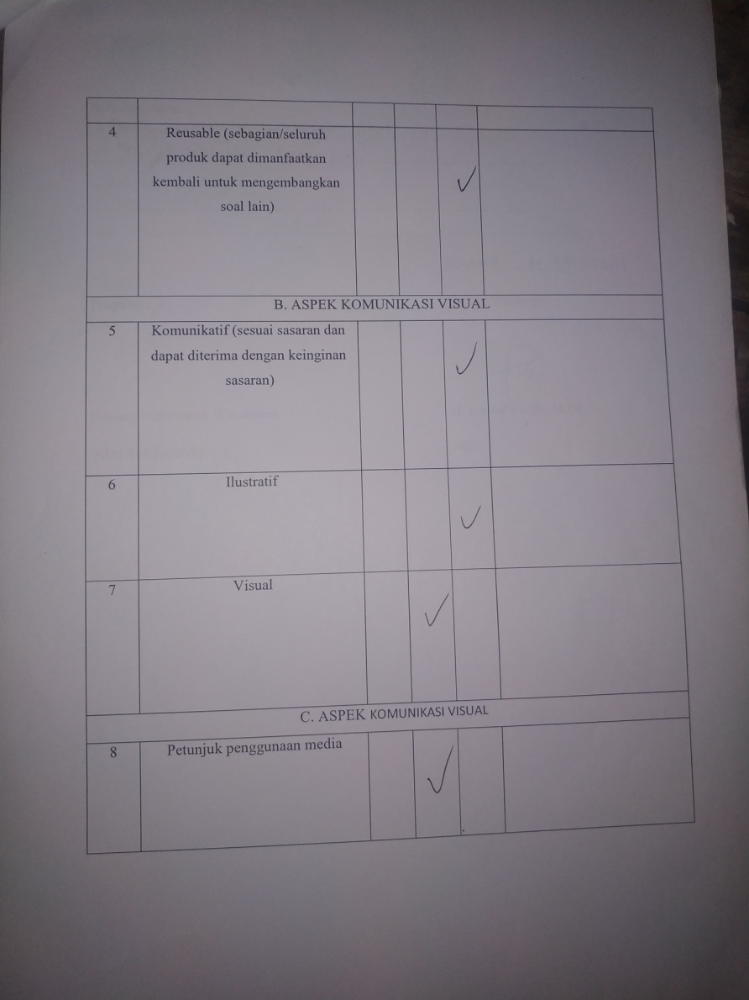 4
Reusable (sebagian/seluruh
produk dapat dimanfaatkan
kembali untuk mengembangkan
soal lain)
✓
B. ASPEK KOMUNIKASI VISUAL
5
Komunikatif (sesuai sasaran dan
dapat diterima dengan keinginan
sasaran)
✓
6
Ilustratif
✓
7
Visual
✓
C. ASPEK KOMUNIKASI VISUAL
8
Petunjuk penggunaan media
✓